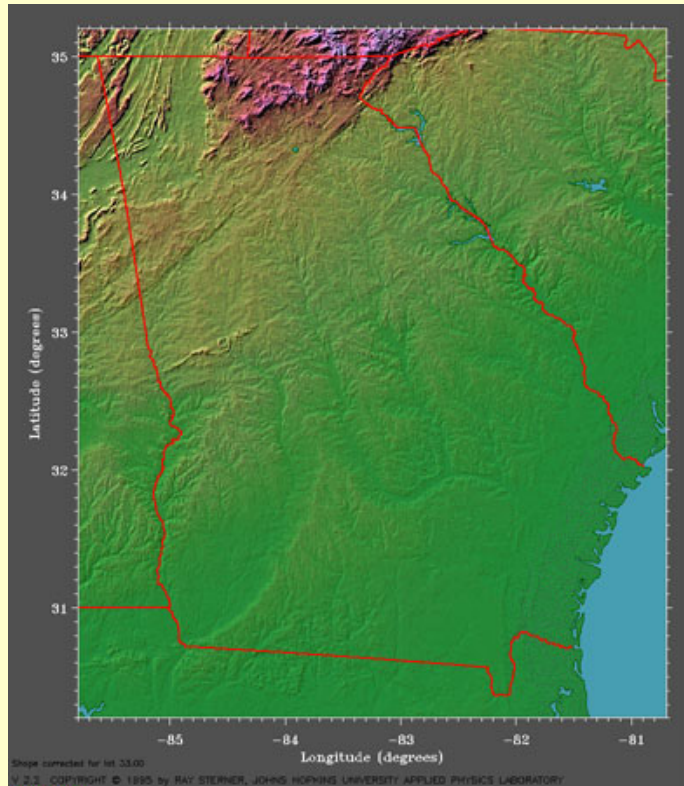 35
34
33
32
31
Latitude (degrees)
-85 -84 -83 -82 -81
Longitude (degrees)
Shape corrected for lat 33.00
V 2.2 COPYRIGHT © 1995 by RAY STERNER, JOHNS HOPKINS UNIVERSITY APPLIED PHYSICS LABORATORY